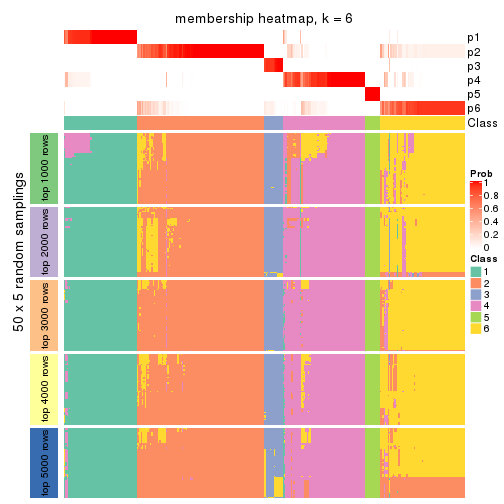 membership heatmap, k = 6
p1
p2
p3
p4
p5
p6
Class
50 x 5 random samplings
top 1000 rows
top 2000 rows
top 3000 rows
top 4000 rows
top 5000 rows
Prob
1
0.8
0.6
0.4
0.2
0
Class
1
2
3
4
5
6